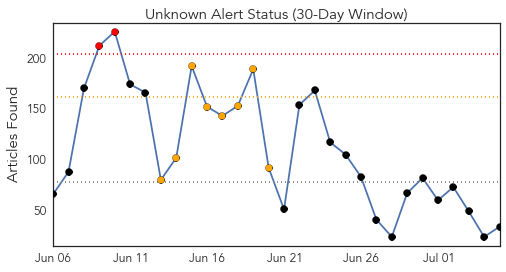 Unknown Alert Status (30-Day Window)
200
150
100
50
Articles Found
Jun 06 Jun 11 Jun 16 Jun 21 Jun 26 Jul 01